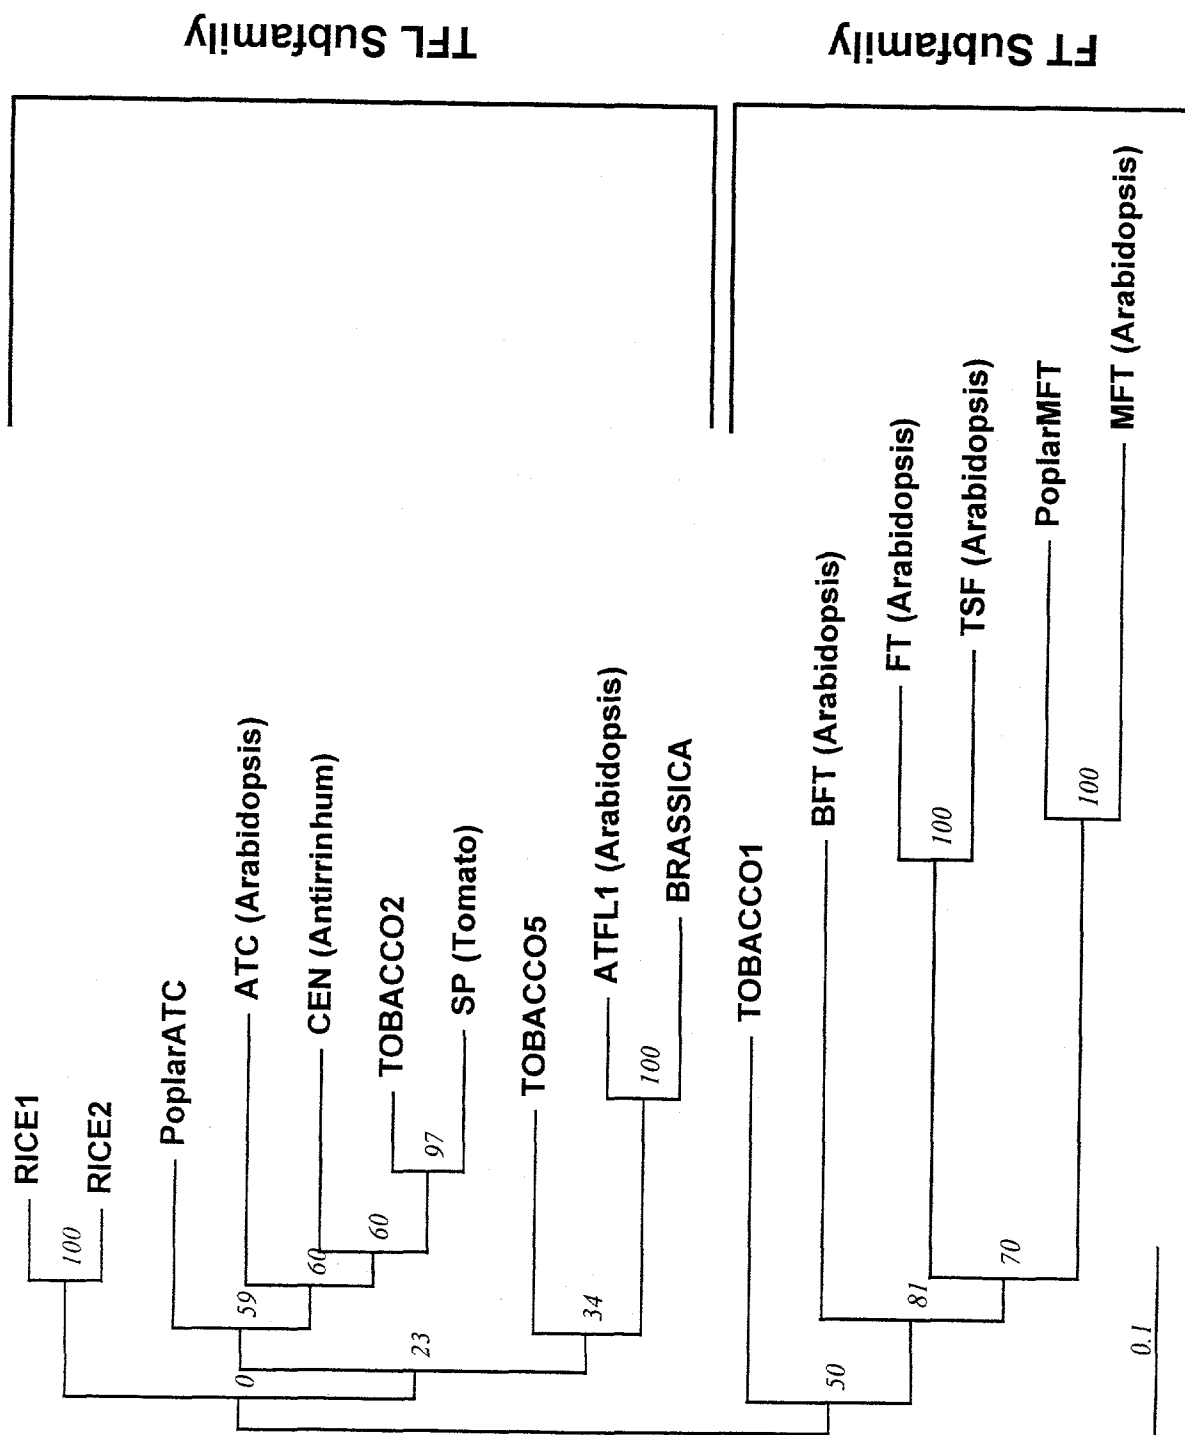 TFL Subfamily
FT Subfamily
RICE1
100
RICE2
PoplarATC
59
ATC (Arabidopsis)
60
CEN (Antirrinhum)
60
TOBACCO2
97
SP (Tomato)
0
23
TOBACCO5
34
ATFL1 (Arabidopsis)
100
BRASSICA
TOBACCO1
50
BFT (Arabidopsis)
81
FT (Arabidopsis)
100
TSF (Arabidopsis)
70
PoplarMFT
100
MFT (Arabidopsis)
0.1